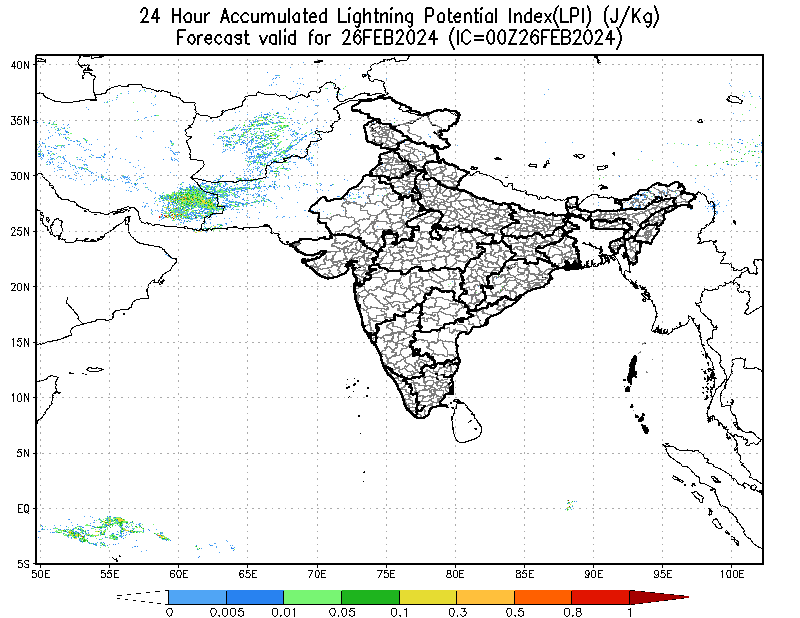 24 Hour Accumulated Lightning Potential Index(LPI) (J/Kg)
Forecast valid for 26FEB2024 (IC=00Z26FEB2024)
40N
35N
30N
25N
20N
15N
10N
5N
EQ
5S
50E 55E 60E 65E 70E 75E 80E 85E 90E 95E 100E
0 0.005 0.01 0.05 0.1 0.3 0.5 0.8 1